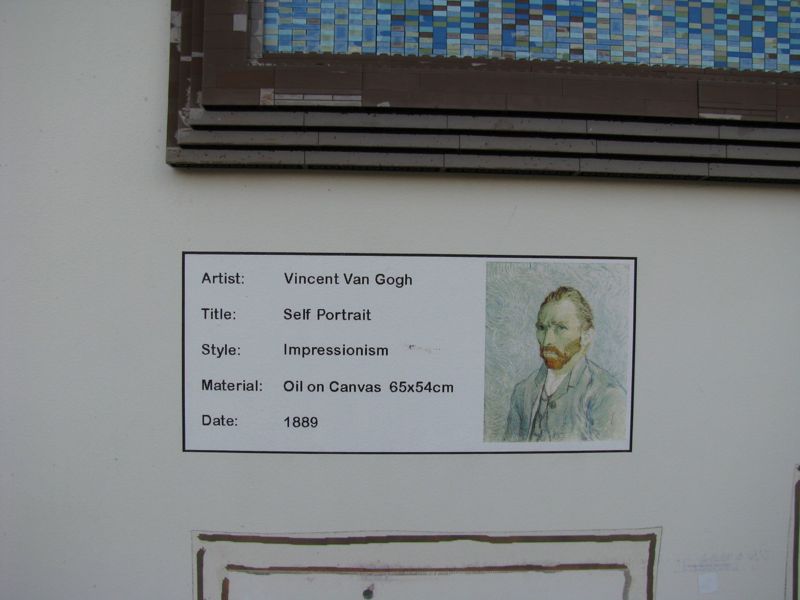 Artist: Vincent Van Gogh
Title: Self Portrait
Style: Impressionism
Material: Oil on Canvas 65x54cm
Date: 1889